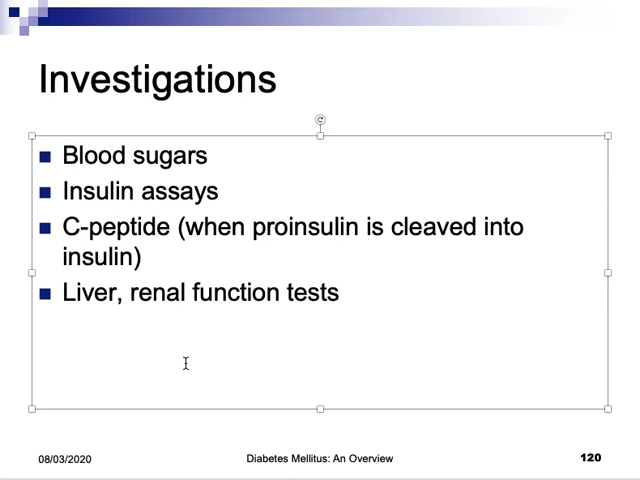 Investigations
Blood sugars
Insulin assays
C-peptide (when proinsulin is cleaved into
insulin)
Liver, renal function tests
08/03/2020
Diabetes Mellitus: An Overview
120